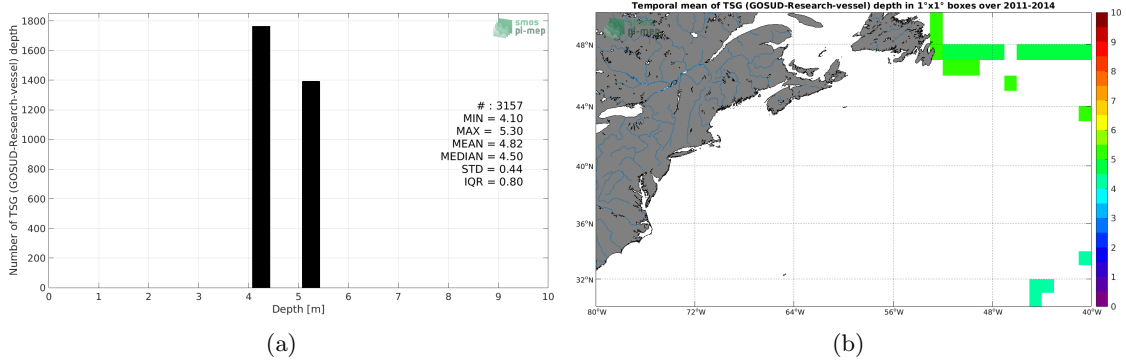 smos
pi-mep
Number of TSG (GOSUD-Research-vessel) depth
1800
1600
1400
1200
1000
800
600
400
200
0
# : 3157
MIN = 4.10
MAX = 5.30
MEAN = 4.82
MEDIAN = 4.50
STD = 0.44
IQR = 0.80
0 1 2 3 4 5 6 7 8 9 10
Depth [m]
(a)
Temporal mean of TSG (GOSUD-Research-vessel) depth in 1°x1° boxes over 2011-2014
smos
pi-mep
48°N
44°N
40°N
36°N
32°N
80°W 72°W 64°W 56°W 48°W 40°W
10
9
8
7
6
5
4
3
2
1
0
(b)